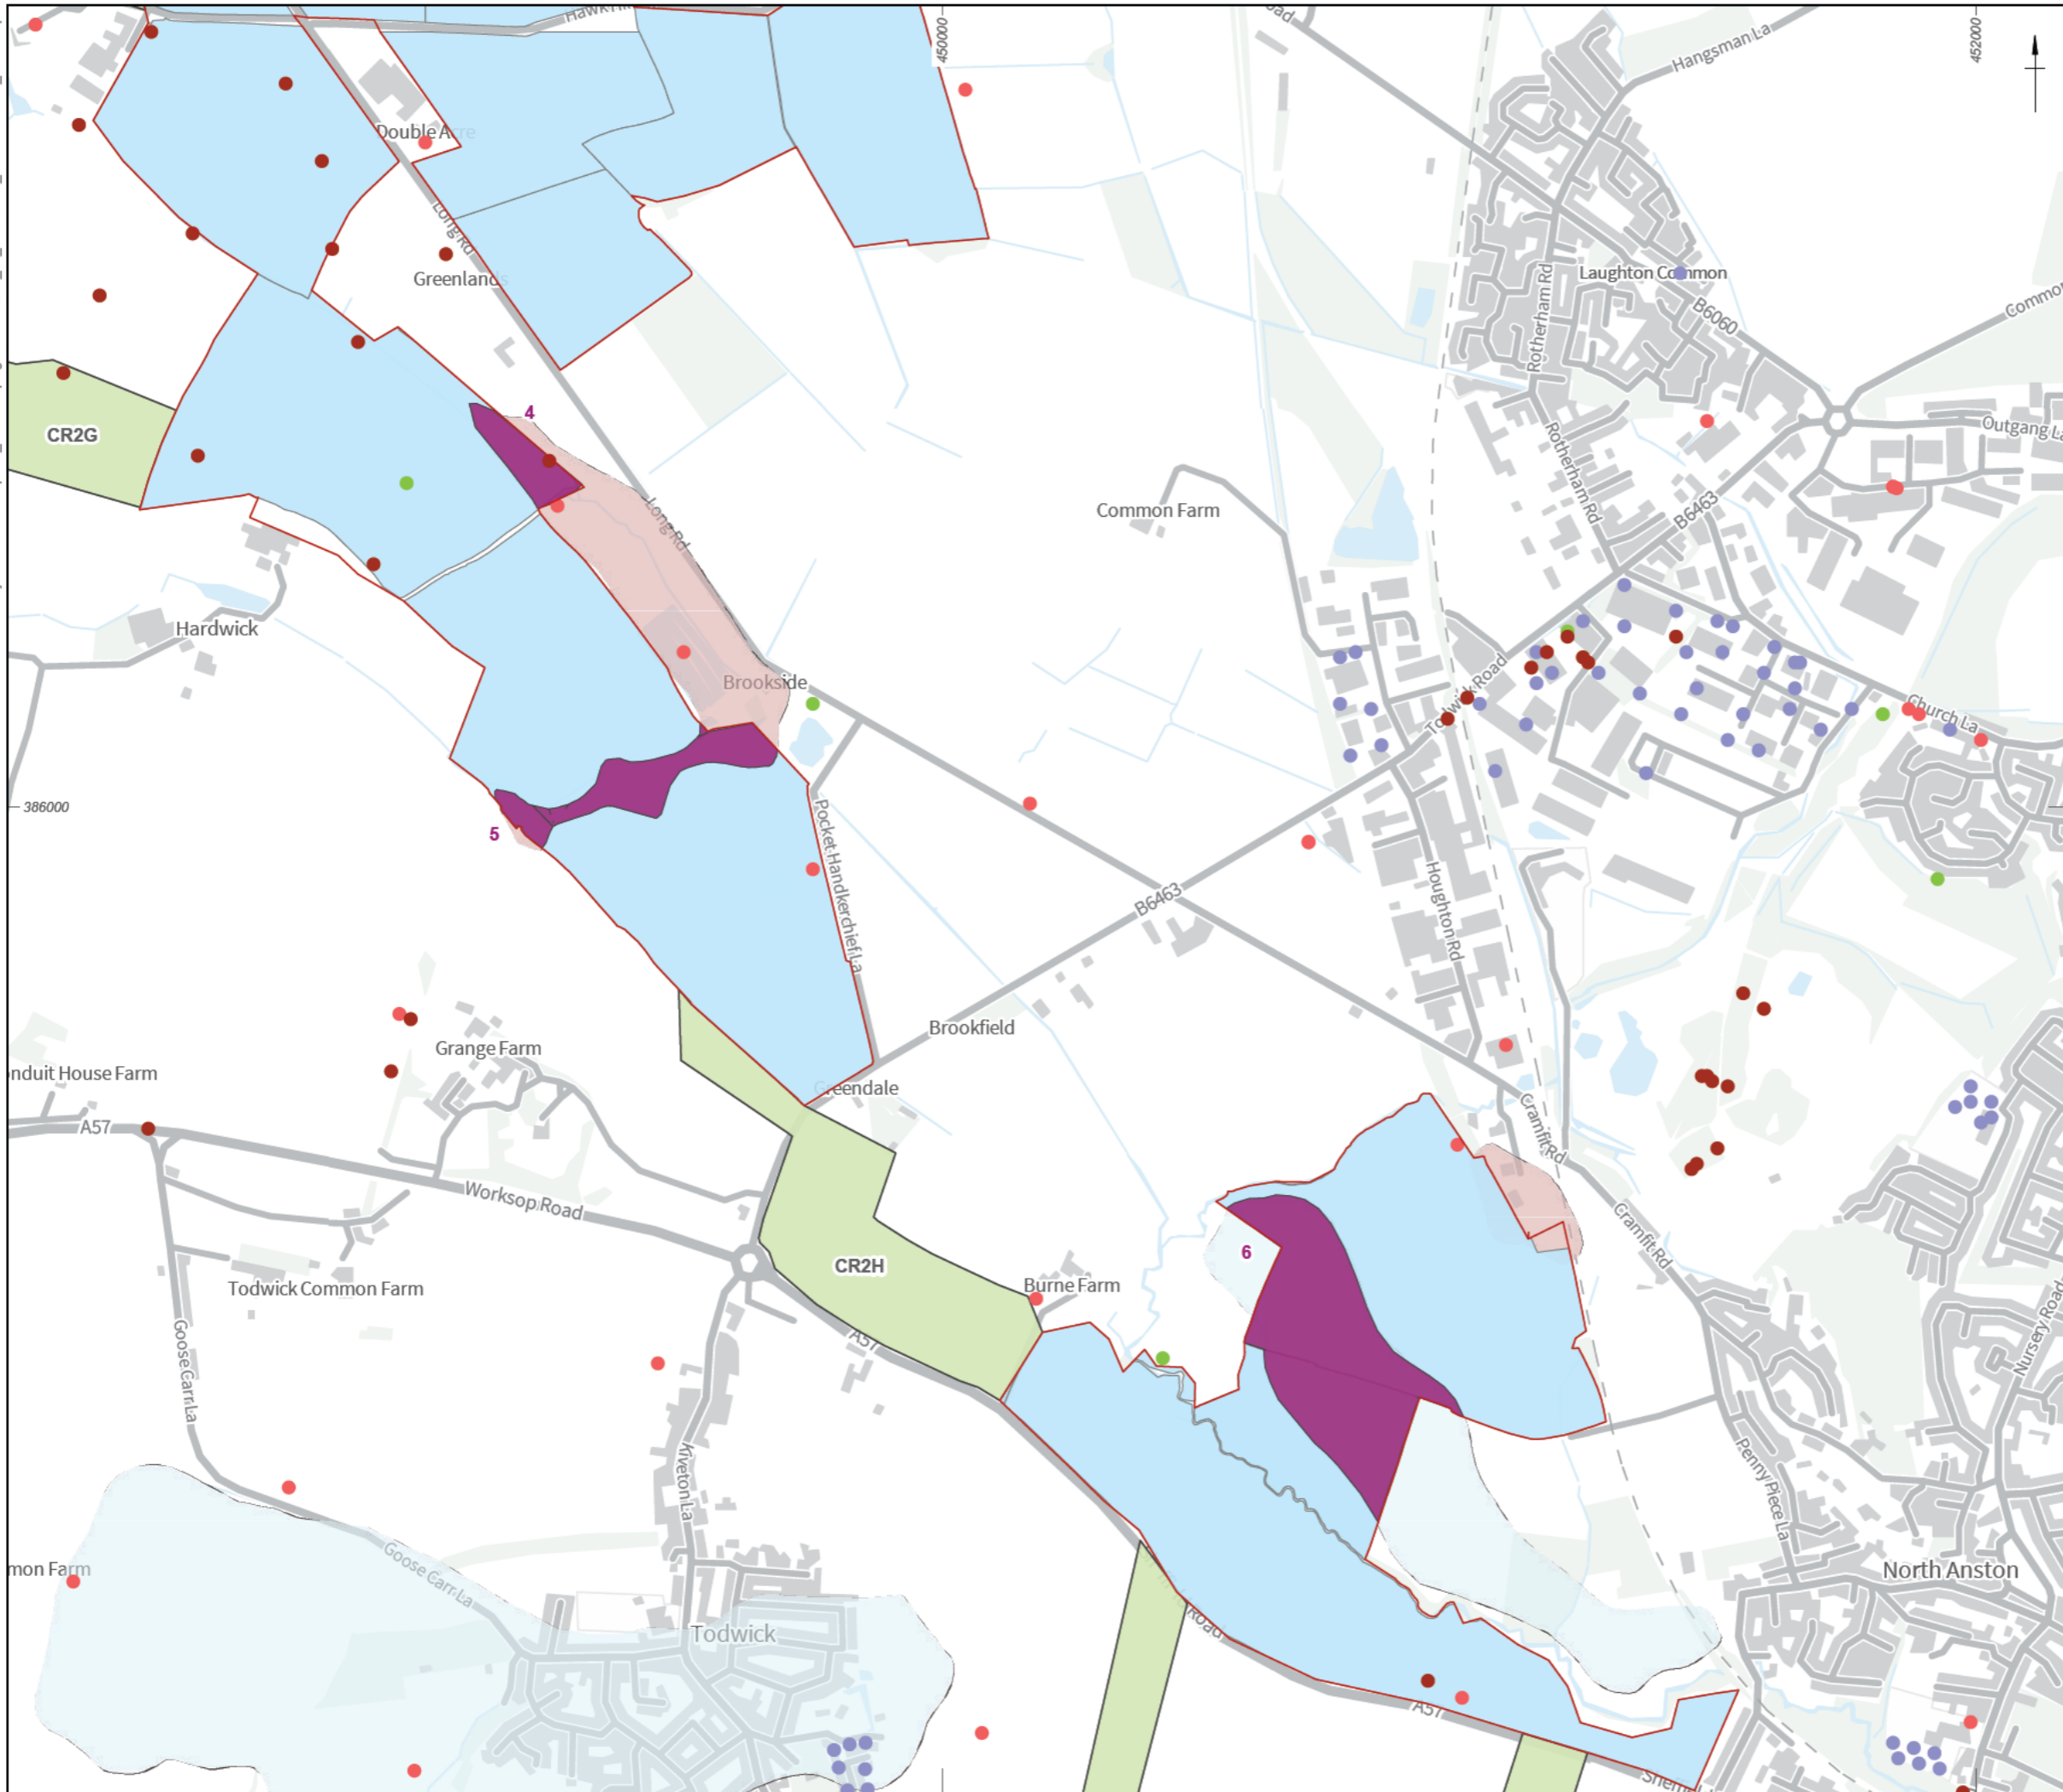 450000
452000
Hangsman La
Double Acre
Long Rd
Greenlands
Laughton Common
Rotherham Rd
B6060
4
CR2G
Outgang La
Rotherham Rd
B6463
Long Rd
Common Farm
Hardwick
Brookside
Todwick Road
Church La
386000
5
Pocket Handkerchief La
B6463
Houghton Rd
Brookfield
Grange Farm
nduit House Farm
Greendale
A57
Cramfit Rd
Worksop Road
Cramfit Rd
6
CR2H
Burne Farm
Todwick Common Farm
Nursery Road
A57
Goose Carr La
Kiveton La
Penny Piece La
Goose Carr La
mon Farm
North Anston
Todwick
Road
A57